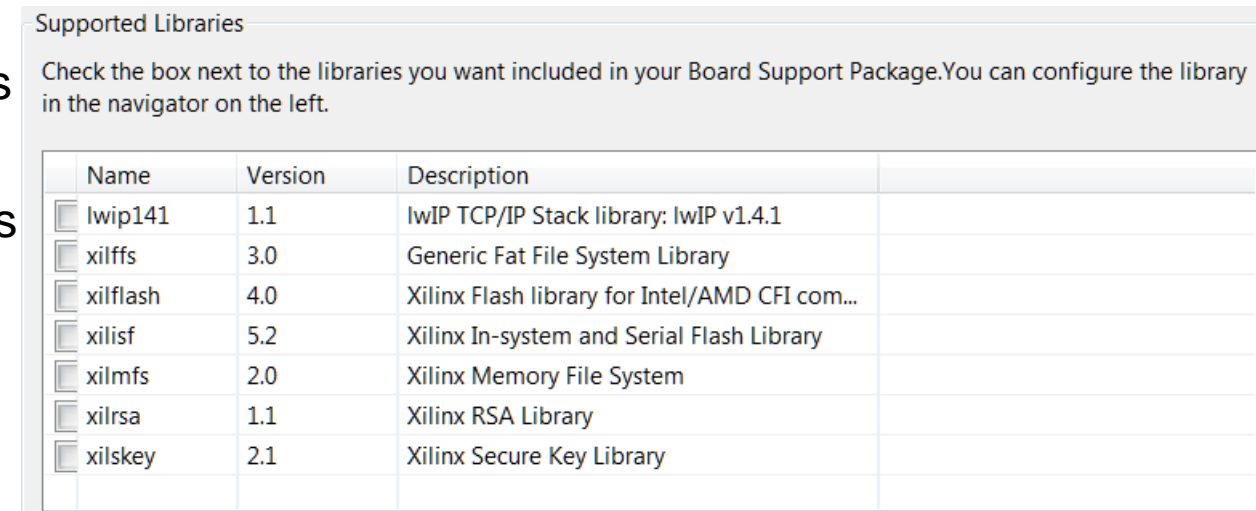 Supported Libraries
s
Check the box next to the libraries you want included in your Board Support Package.You can configure the library
in the navigator on the left.
s
Name Version Description
lwip141 1.1 lwIP TCP/IP Stack library: lwIP v1.4.1
xilffs 3.0 Generic Fat File System Library
xilflash 4.0 Xilinx Flash library for Intel/AMD CFI com...
xilisf 5.2 Xilinx In-system and Serial Flash Library
xilmfs 2.0 Xilinx Memory File System
xilrsa 1.1 Xilinx RSA Library
xilskey 2.1 Xilinx Secure Key Library